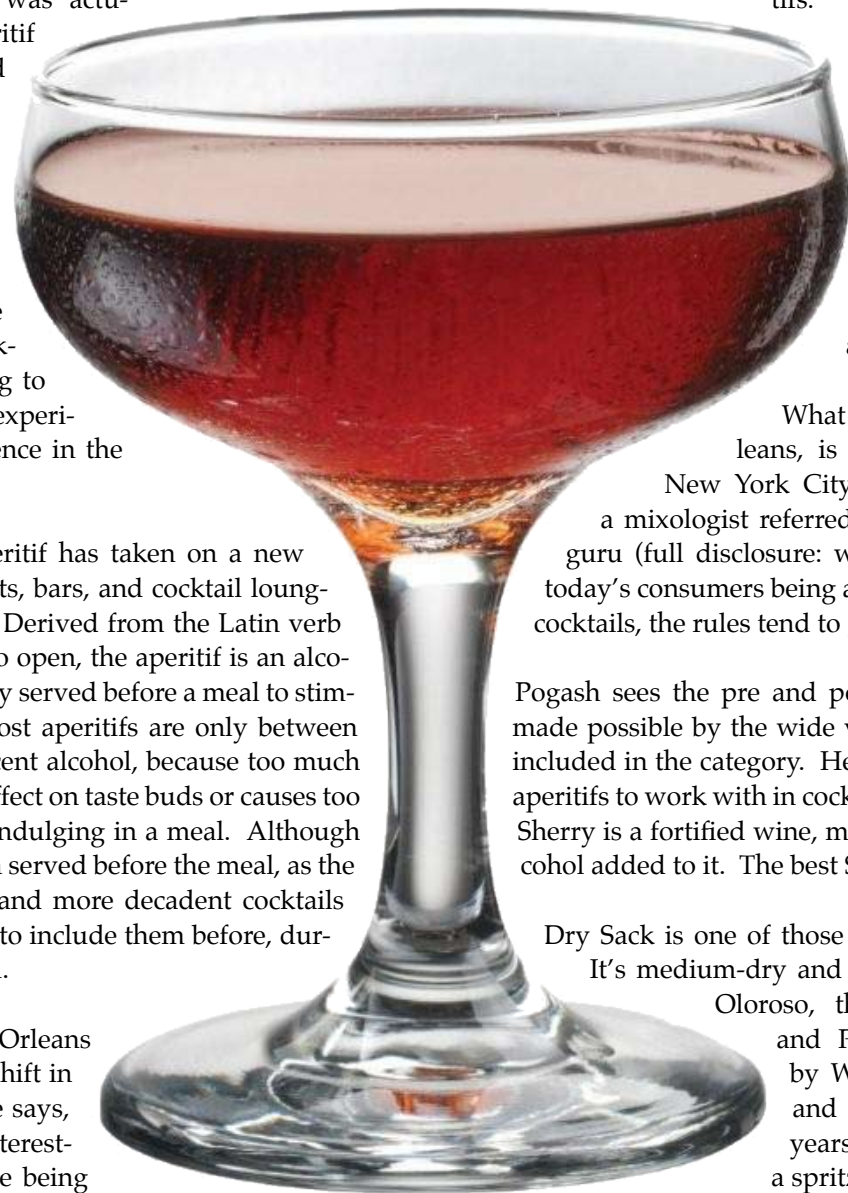 was actu-
ritif
d
e
k-
g to
experi-
ence in the
eritif has taken on a new
ts, bars, and cocktail loung-
Derived from the Latin verb
o open, the aperitif is an alco-
y served before a meal to stim-
ost aperitifs are only between
cent alcohol, because too much
ffect on taste buds or causes too
ndulging in a meal. Although
n served before the meal, as the
and more decadent cocktails
to include them before, dur-
l.
Orleans
hift in
e says,
terest-
e being
tifs.
a
What
leans, is
New York City
a mixologist referred
guru (full disclosure: w
today's consumers being a
cocktails, the rules tend to
Pogash sees the pre and po
made possible by the wide v
included in the category. He
aperitifs to work with in cock
Sherry is a fortified wine, m
cohol added to it. The best S
Dry Sack is one of those
It's medium-dry and
Oloroso, th
and P
by W
and
years
a spritz